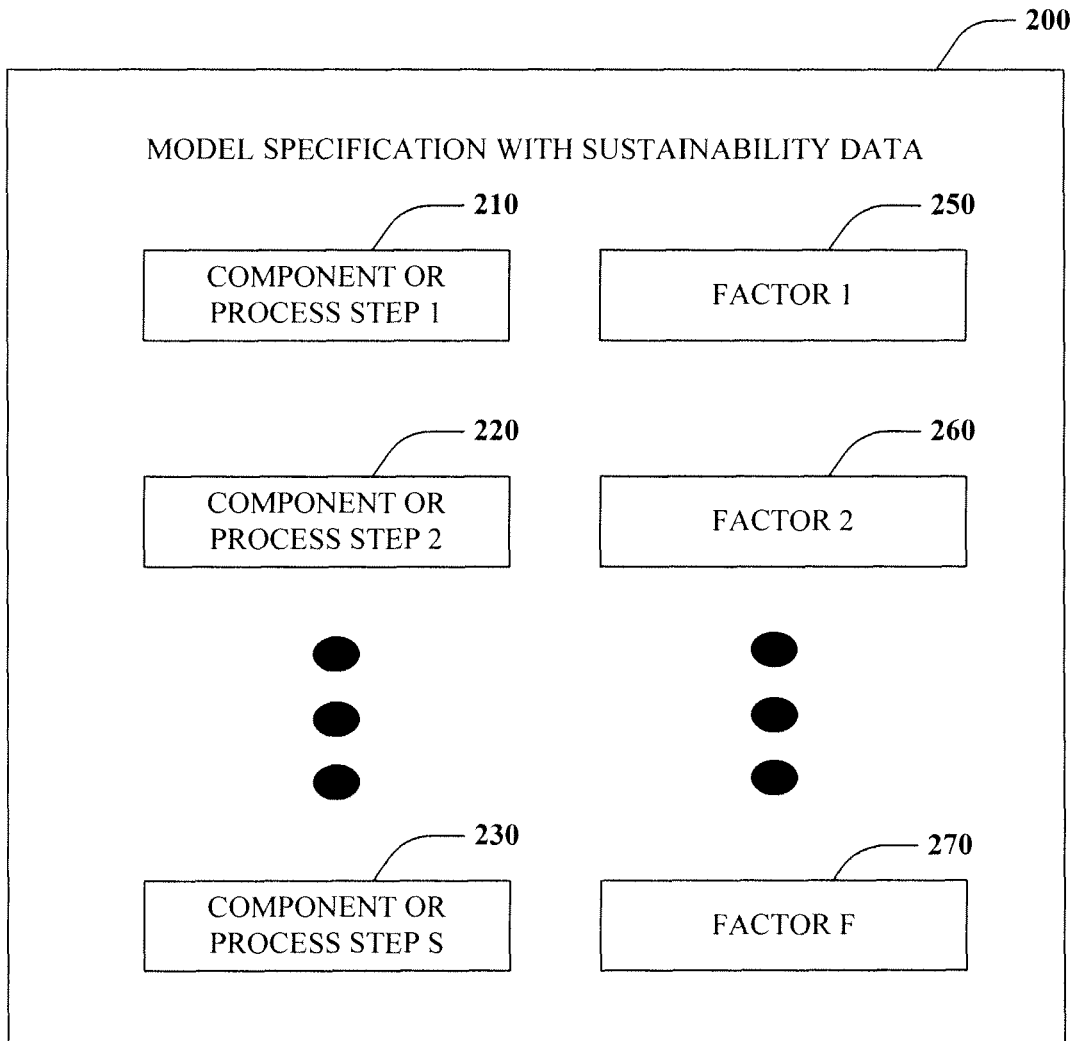 200
MODEL SPECIFICATION WITH SUSTAINABILITY DATA
210
250
COMPONENT OR
PROCESS STEP 1
FACTOR 1
220
260
COMPONENT OR
PROCESS STEP 2
FACTOR 2
230
270
COMPONENT OR
PROCESS STEP S
FACTOR F